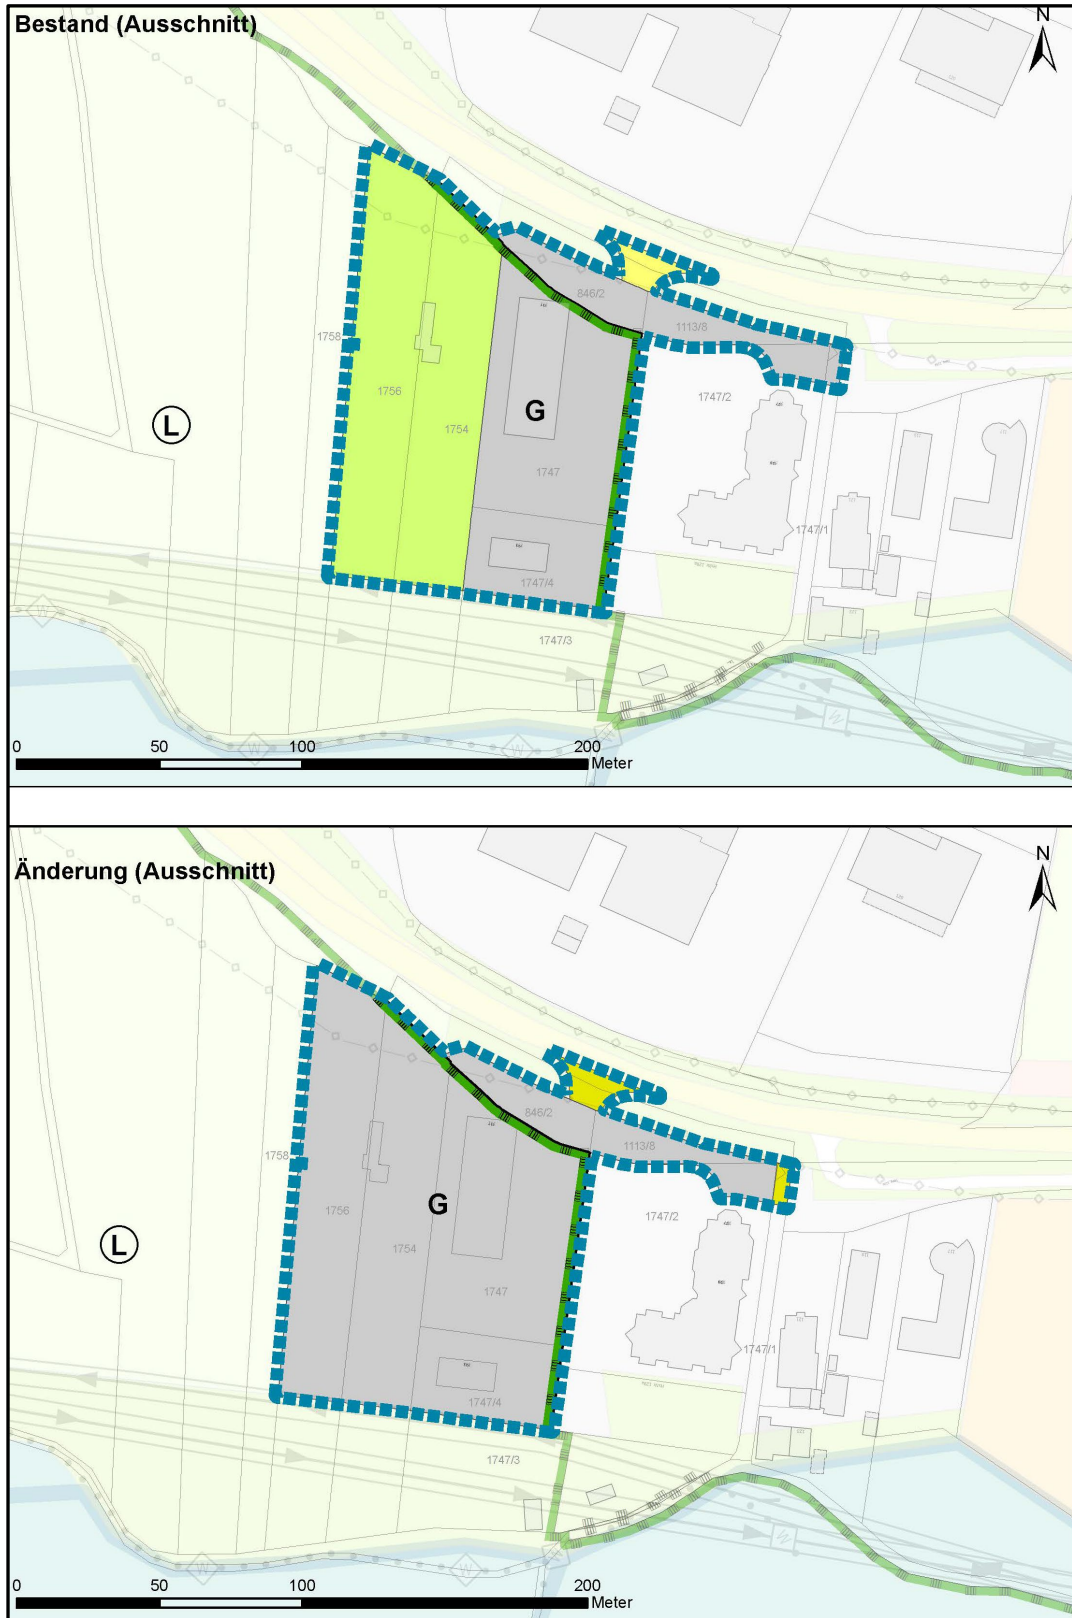 Bestand (Ausschnitt)
N
846/2
1113/8
1758
1756
1754
G
1747/2
L
1747
1747/1
1747/4
1747/3
W
W
W
0 50 100 200
Meter
Änderung (Ausschnitt)
N
846/2
1113/8
1758
1756
1754
G
1747/2
L
1747
1747/1
1747/4
1747/3
W
W
W
0 50 100 200
Meter